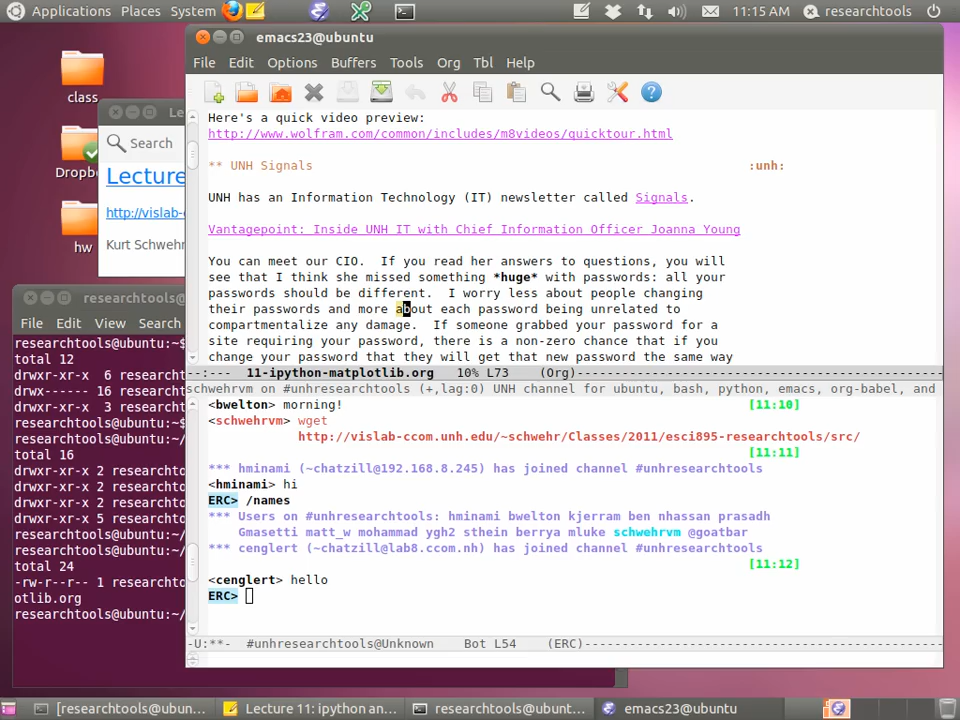 Applications Places System
11:15 AM
researchtools
class
Dropb
hw
Le
Search
Lecture
http://vislab-
Kurt Schwehr
researchtools@
File Edit View Search
researchtools@ubuntu:~$
total 12
drwxr-xr-x 6 research
drwx------ 16 research
drwxr-xr-x 3 research
researchtools@ubuntu:~$
researchtools@ubuntu:~/
total 16
drwxr-xr-x 2 research
drwxr-xr-x 2 research
drwxr-xr-x 5 research
researchtools@ubuntu:~/
total 24
-rw-r--r-- 1 research
otlib.org
researchtools@ubuntu:~/
emacs23@ubuntu
File Edit Options Buffers Tools Org Tbl Help
Here's a quick video preview:
http://www.wolfram.com/common/includes/m8videos/quicktour.html
** UNH Signals :unh:
UNH has an Information Technology (IT) newsletter called Signals.
Vantagepoint: Inside UNH IT with Chief Information Officer Joanna Young
You can meet our CIO. If you read her answers to questions, you will
see that I think she missed something *huge* with passwords: all your
passwords should be different. I worry less about people changing
their passwords and more about each password being unrelated to
compartmentalize any damage. If someone grabbed your password for a
site requiring your password, there is a non-zero chance that if you
change your password that they will get that new password the same way
--:--- 11-ipython-matplotlib.org 10% L73 (Org)
schwehrvm on #unhresearchtools (+,lag:0) UNH channel for ubuntu, bash, python, emacs, org-babel, and
<bwelton> morning! [11:10]
<schwehrvm> wget
http://vislab-ccom.unh.edu/~schwehr/Classes/2011/esci895-researchtools/src/
[11:11]
*** hminami (~chatzill@192.168.8.245) has joined channel #unhresearchtools
<hminami> hi
ERC> /names
*** Users on #unhresearchtools: hminami bwelton kjerram ben nhassan prasadh
Gmasetti matt_w mohammad ygh2 sthein berrya mluke schwehrvm @goatbar
*** cenglert (~chatzill@lab8.ccom.nh) has joined channel #unhresearchtools
[11:12]
<cenglert> hello
ERC>
-U:**- #unhresearchtools@Unknown Bot L54 (ERC)
[researchtools@ubun... Lecture 11: ipython an... researchtools@ubunt... emacs23@ubuntu